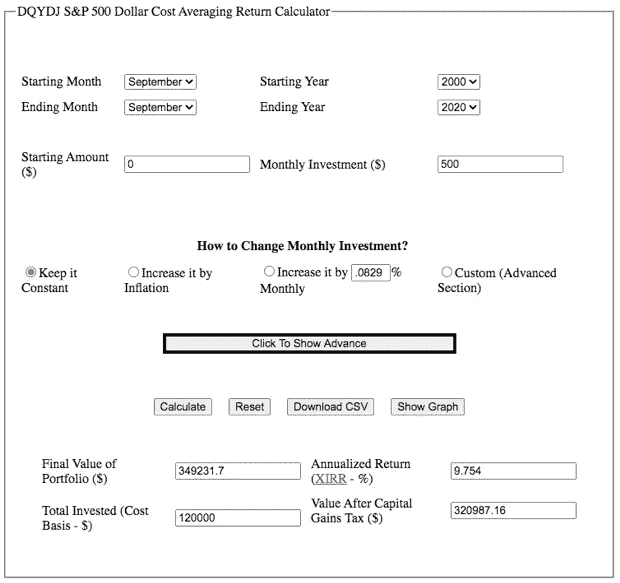 DQYDJ S&P 500 Dollar Cost Averaging Return Calculator
Starting Month September Starting Year 2000
Ending Month September Ending Year 2020
Starting Amount
($) 0 Monthly Investment ($) 500
How to Change Monthly Investment?
Keep it Constant
Increase it by Inflation
Increase it by .0829 % Monthly
Custom (Advanced Section)
Click To Show Advance
Calculate Reset Download CSV Show Graph
Final Value of
Portfolio ($) 349231.7
Annualized Return
(XIRR - %) 9.754
Total Invested (Cost
Basis - $) 120000
Value After Capital
Gains Tax ($) 320987.16